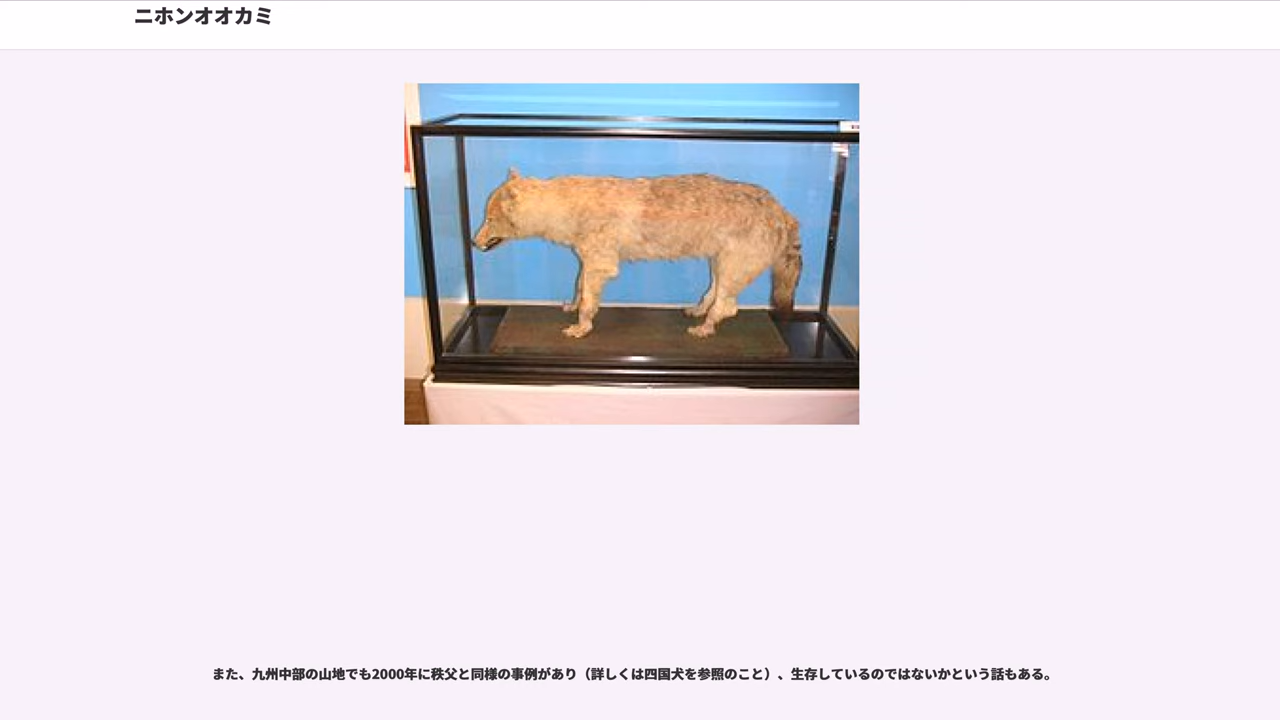 ニホンオオカミ
また、九州中部の山地でも2000年に秩父と同様の事例があり（詳しくは四国犬を参照のこと）、生存しているのではないかという話もある。